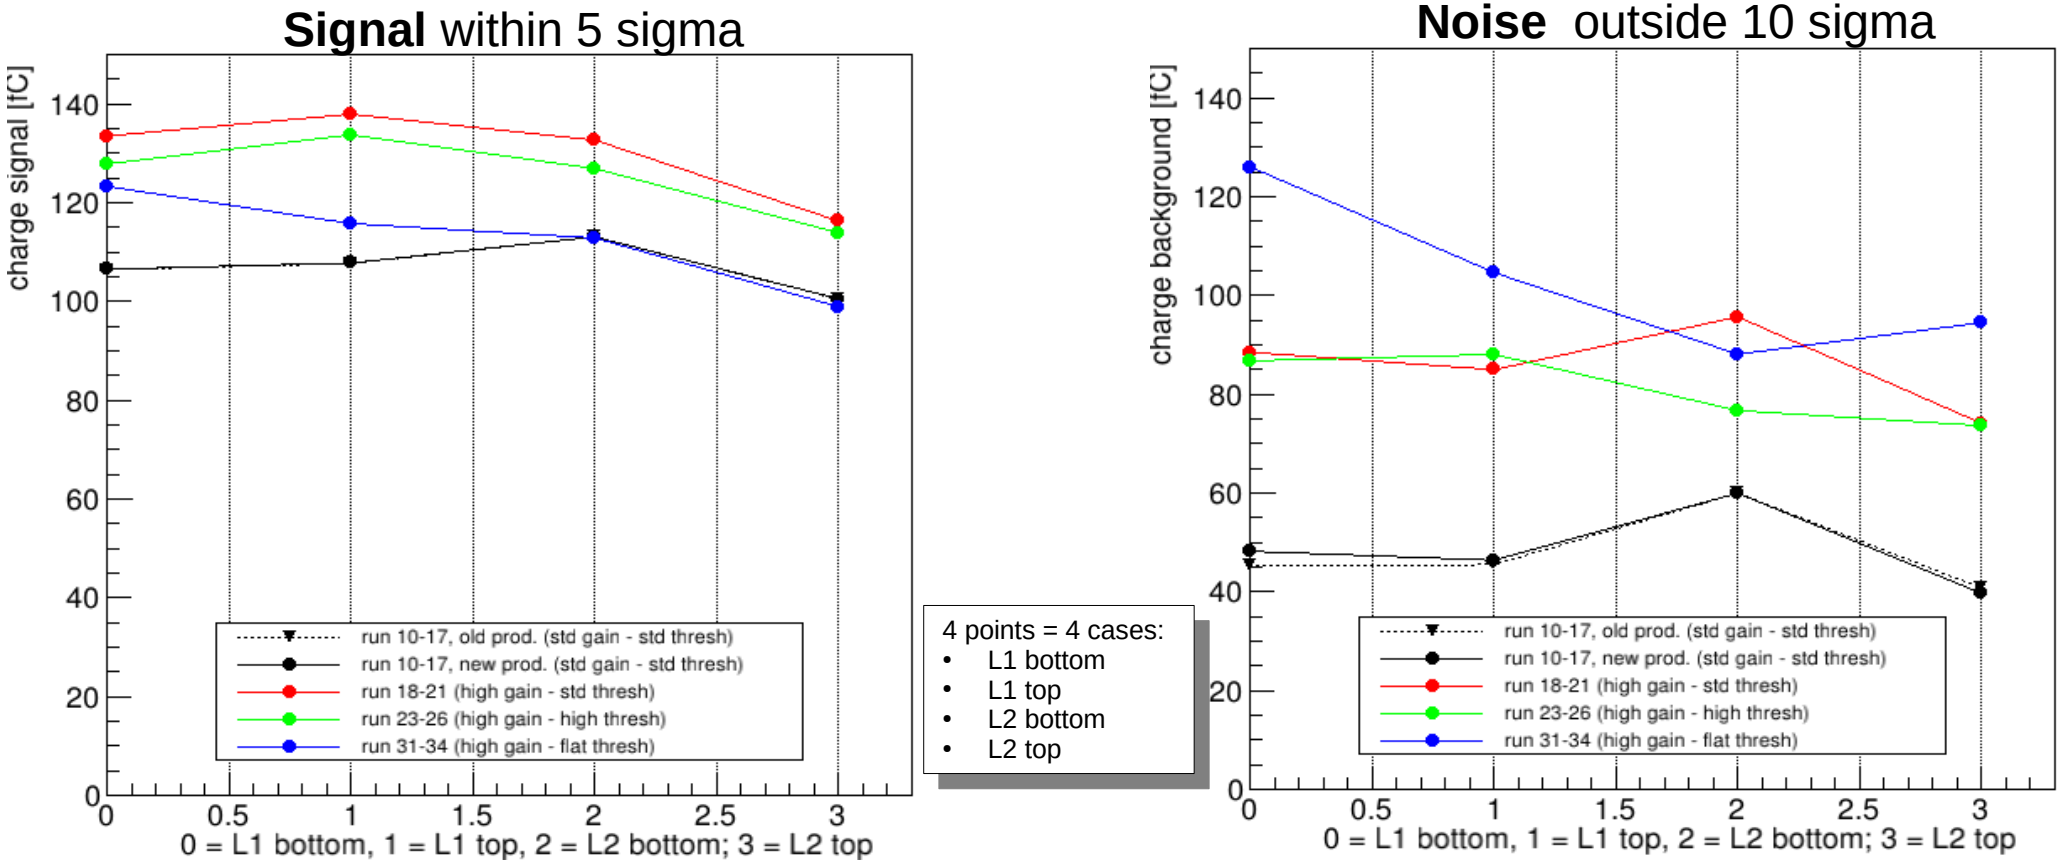 Signal within 5 sigma
charge signal [fC]
140
120
100
80
60
40
20
0
run 10-17, old prod. (std gain - std thresh)
run 10-17, new prod. (std gain - std thresh)
run 18-21 (high gain - std thresh)
run 23-26 (high gain - high thresh)
run 31-34 (high gain - flat thresh)
0 0.5 1 1.5 2 2.5 3
0 = L1 bottom, 1 = L1 top, 2 = L2 bottom; 3 = L2 top
4 points = 4 cases:
• L1 bottom
• L1 top
• L2 bottom
• L2 top
Noise outside 10 sigma
charge background [fC]
140
120
100
80
60
40
20
0
run 10-17, old prod. (std gain - std thresh)
run 10-17, new prod. (std gain - std thresh)
run 18-21 (high gain - std thresh)
run 23-26 (high gain - high thresh)
run 31-34 (high gain - flat thresh)
0 0.5 1 1.5 2 2.5 3
0 = L1 bottom, 1 = L1 top, 2 = L2 bottom; 3 = L2 top